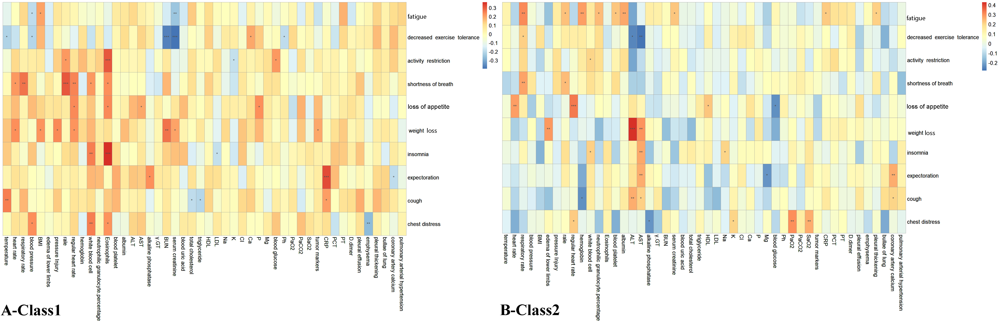 fatigue
decreased exercise tolerance
activity restriction
shortness of breath
loss of appetite
weight loss
insomnia
expectoration
cough
chest distress
0.3
0.2
0.1
0
-0.1
-0.2
-0.3
temperature
heart rate
respiratory rate
blood pressure
BMI
edema of lower limbs
pressure Injury
rale
regular heart rate
hemoglobin
white blood cell
neutrophilic granulocyte.percentage
Eosinophils
blood platelet
albumin
ALT
AST
alkaline phosphatase
γ.GT
BUN
serum creatinine
blood uric acid
total cholesterol
triglyceride
HDL
LDL
Na
K
Cl
Ca
P
Mg
blood glucose
Ph
PaO2
PaCO2
SaO2
tumor markers
CRP
PCT
PT
D.dimer
pleural effusion
emphysema
pleural thickening
bullae of lung
coronary artery calcium
pulmonary.arterial hypertension
A-Class1
fatigue
decreased exercise tolerance
activity restriction
shortness of breath
loss of appetite
weight loss
insomnia
expectoration
cough
chest distress
0.4
0.3
0.2
0.1
0
-0.1
-0.2
temperature
heart rate
respiratory rate
blood pressure
BMI
edema of lower limbs
pressure Injury
rale
regular heart rate
hemoglobin
white blood cell
neutrophilic granulocyte.percentage
Eosinophils
blood platelet
albumin
ALT
AST
alkaline phosphatase
γ.GT
BUN
serum creatinine
blood uric acid
total cholesterol
triglyceride
HDL
LDL
Na
K
Cl
Ca
P
Mg
blood glucose
Ph
PaO2
PaCO2
SaO2
tumor markers
CRP
PCT
PT
D.dimer
pleural effusion
emphysema
pleural thickening
bullae of lung
coronary artery calcium
pulmonary arterial hypertension
B-Class2